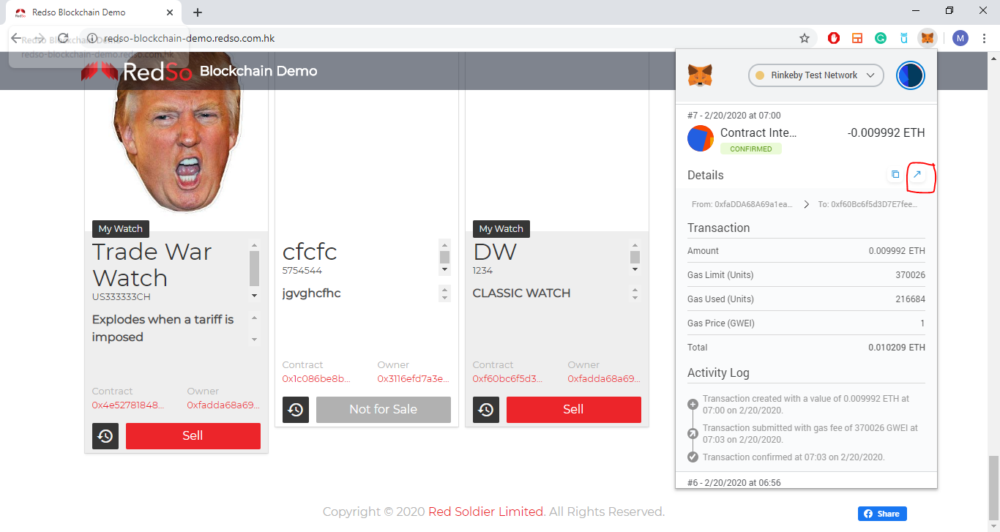 Redso Blockchain Demo
redso-blockchain-demo.redso.com.hk
M
Redso Blockchain Demo
redso-blockchain-demo.redso.com.hk
RedSo Blockchain Demo
My Watch
Trade War
Watch
US333333CH
Explodes when a tariff is
imposed
Contract
Owner
0x4e52781848...
0xfadda68a69...
Sell
cfcfc
5754544
jgvghcfhc
Contract
Owner
0x1c086be8b...
0x3116efd7a3e...
Not for Sale
My Watch
DW
1234
CLASSIC WATCH
Contract
Owner
0xf60bc6f5d3...
0xfadda68a69...
Sell
Rinkeby Test Network
#7 - 2/20/2020 at 07:00
Contract Inte...
-0.009992 ETH
CONFIRMED
Details
From: 0xfaDDA68A69a1ea...
To: 0xf60Bc6f5d3D7E7fee...
Transaction
Amount
0.009992 ETH
Gas Limit (Units)
370026
Gas Used (Units)
216684
Gas Price (GWEI)
1
Total
0.010209 ETH
Activity Log
Transaction created with a value of 0.009992 ETH at
07:00 on 2/20/2020.
Transaction submitted with gas fee of 370026 GWEI at
07:03 on 2/20/2020.
Transaction confirmed at 07:03 on 2/20/2020.
#6 - 2/20/2020 at 06:56
Copyright © 2020 Red Soldier Limited. All Rights Reserved.
Share